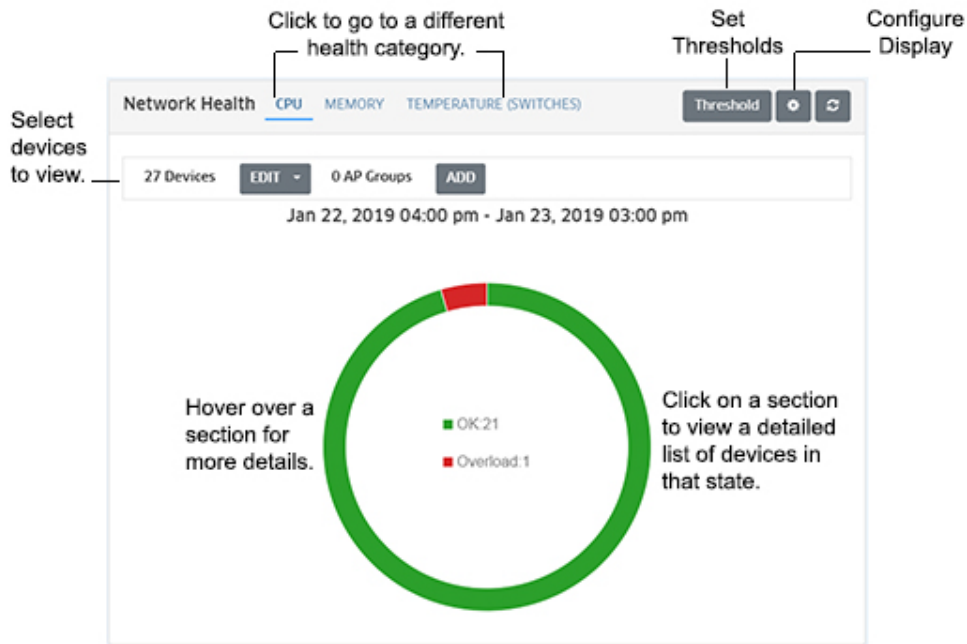 Click to go to a different
health category.
Set
Thresholds
Configure
Display
Network Health CPU MEMORY TEMPERATURE (SWITCHES) Threshold
Select
devices
to view.
27 Devices EDIT 0 AP Groups ADD
Jan 22, 2019 04:00 pm - Jan 23, 2019 03:00 pm
Hover over a
section for
more details.
OK:21
Overload:1
Click on a section
to view a detailed
list of devices in
that state.